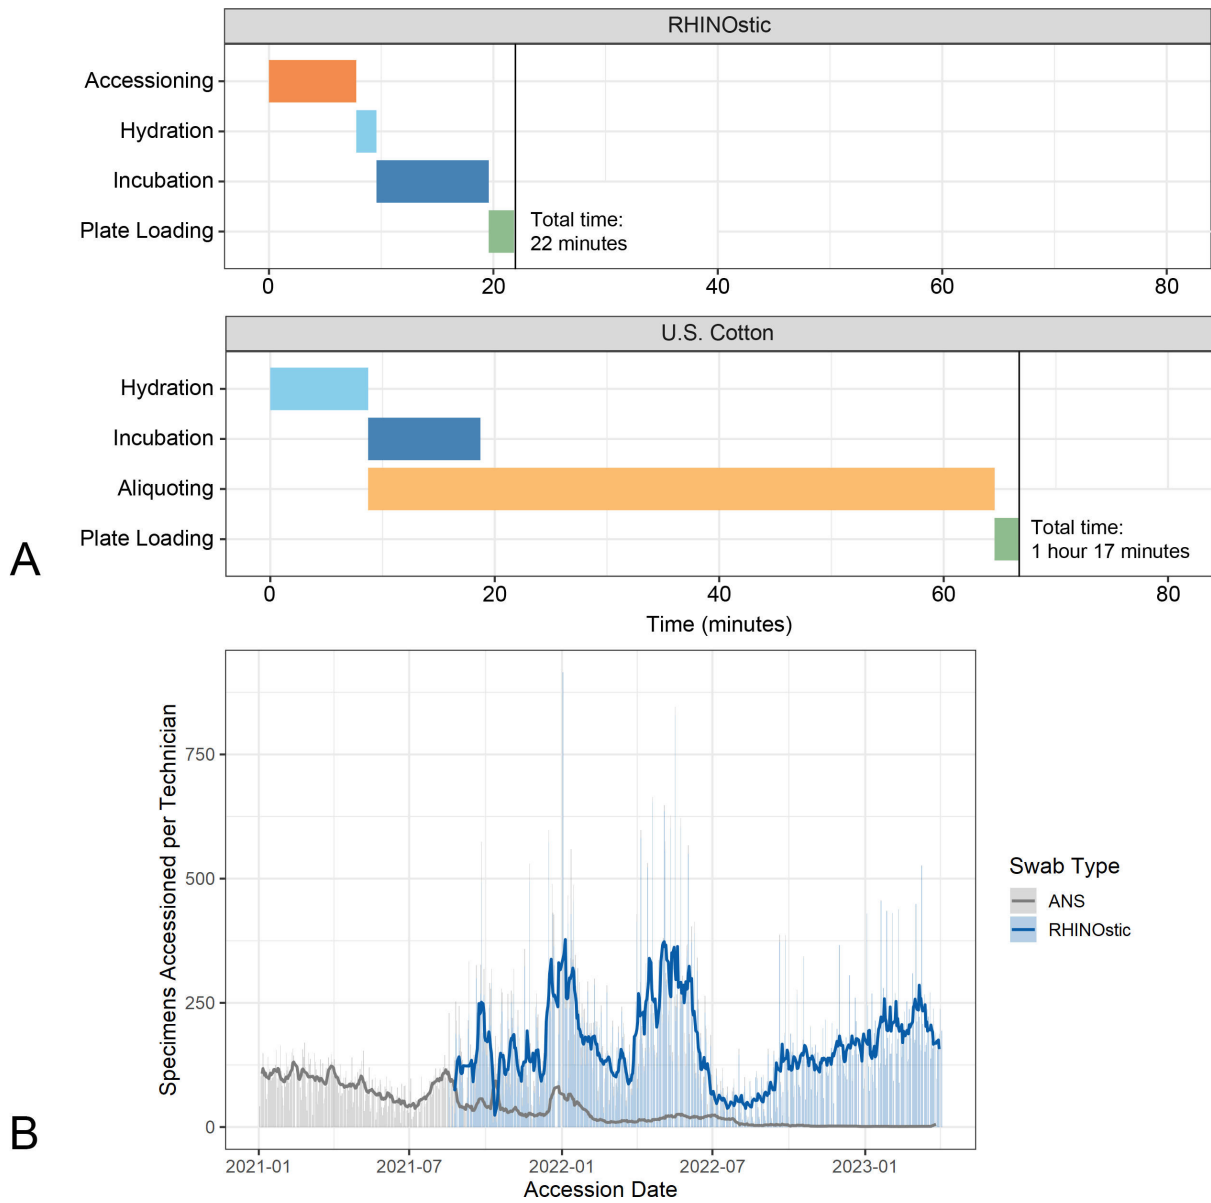 RHINOstic
Accessioning
Hydration
Incubation
Plate Loading
Total time:
22 minutes
0 20 40 60 80
U.S. Cotton
Hydration
Incubation
Aliquoting
Plate Loading
Total time:
1 hour 17 minutes
0 20 40 60 80
Time (minutes)
A
Specimens Accessioned per Technician
750
500
250
0
2021-01 2021-07 2022-01 2022-07 2023-01
Accession Date
Swab Type
ANS
RHINOstic
B